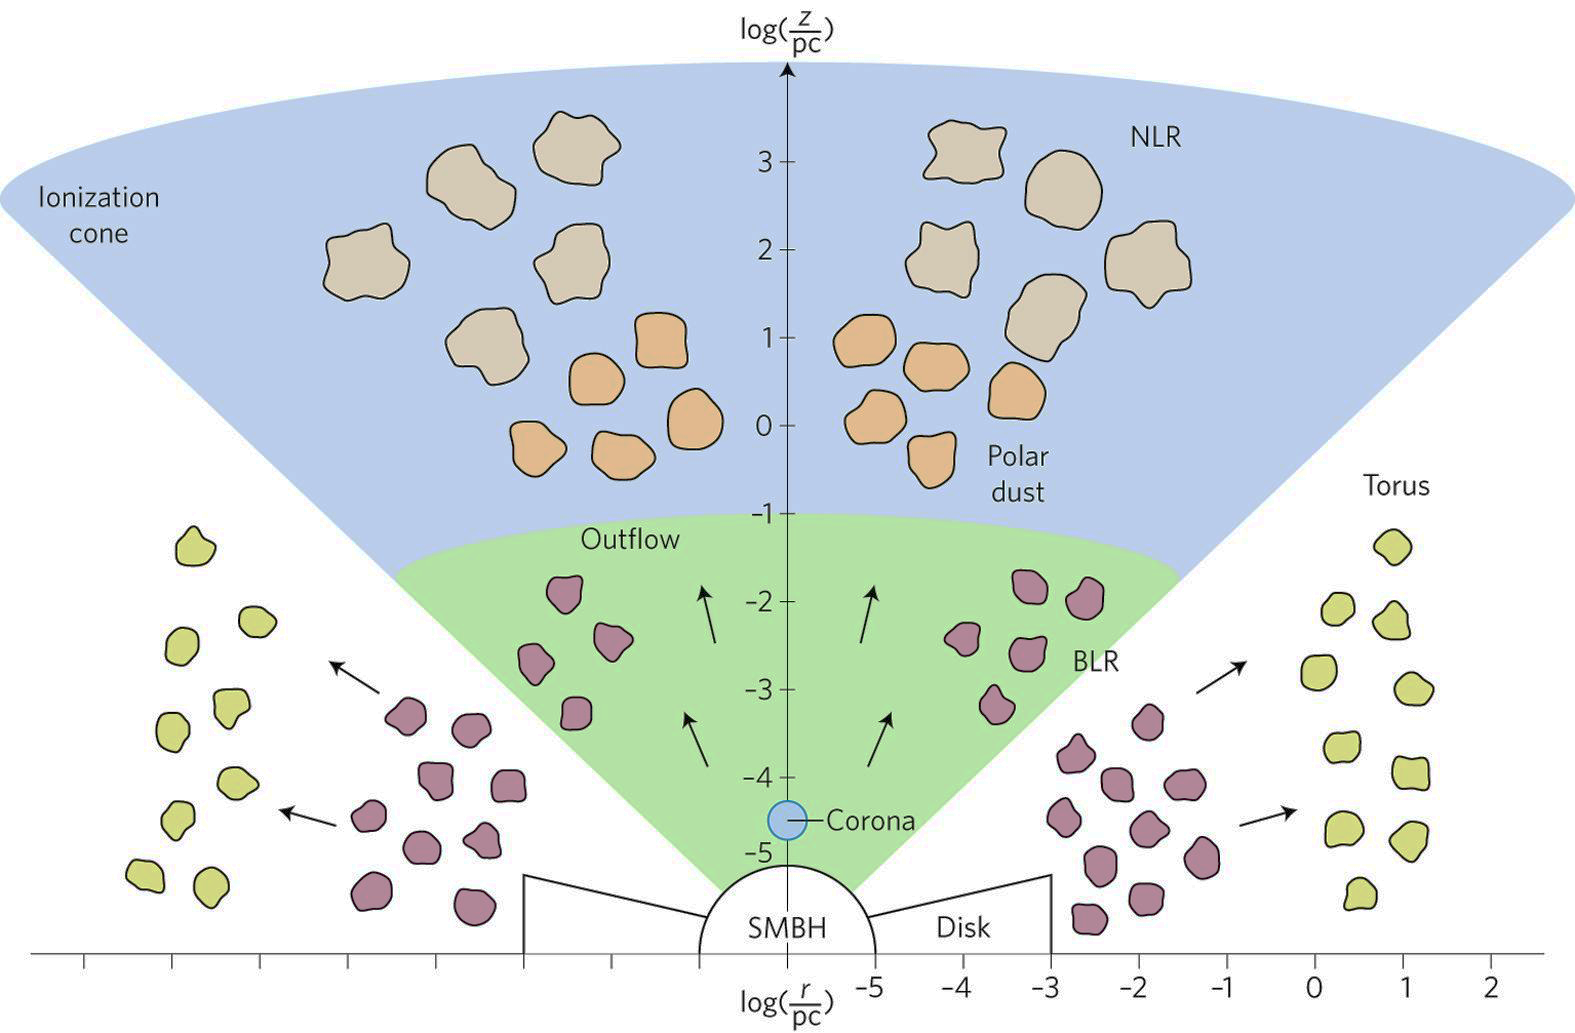 log(z/pc)
NLR
3
Ionization
cone
2
1
0
Polar
dust
Torus
–1
Outflow
–2
BLR
–3
–4
Corona
–5
SMBH
Disk
log(r/pc)
–5 –4 –3 –2 –1 0 1 2